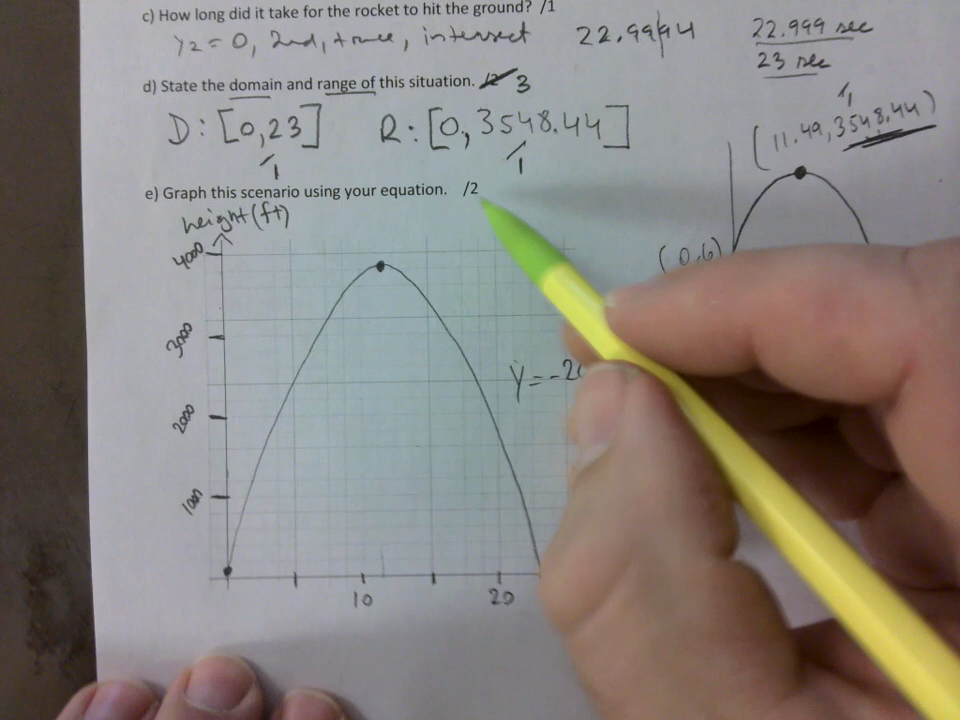 c) How long did it take for the rocket to hit the ground? /1
Y2 = 0, 2nd, trace, intersect 22.9994 22.999 sec
23 sec
d) State the domain and range of this situation. /2 3
D: [0,23] R: [0, 3548.44] (11.49, 3548.44)
1 1 1
e) Graph this scenario using your equation. /2
height (ft)
(0,6)
4000
3000
y = -2
2000
1000
10 20